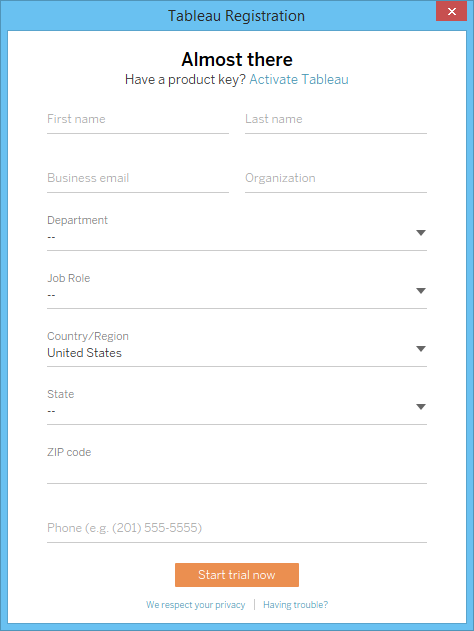 Tableau Registration
Almost there
Have a product key? Activate Tableau
First name Last name
Business email Organization
Department
--
Job Role
--
Country/Region
United States
State
--
ZIP code
Phone (e.g. (201) 555-5555)
Start trial now
We respect your privacy | Having trouble?